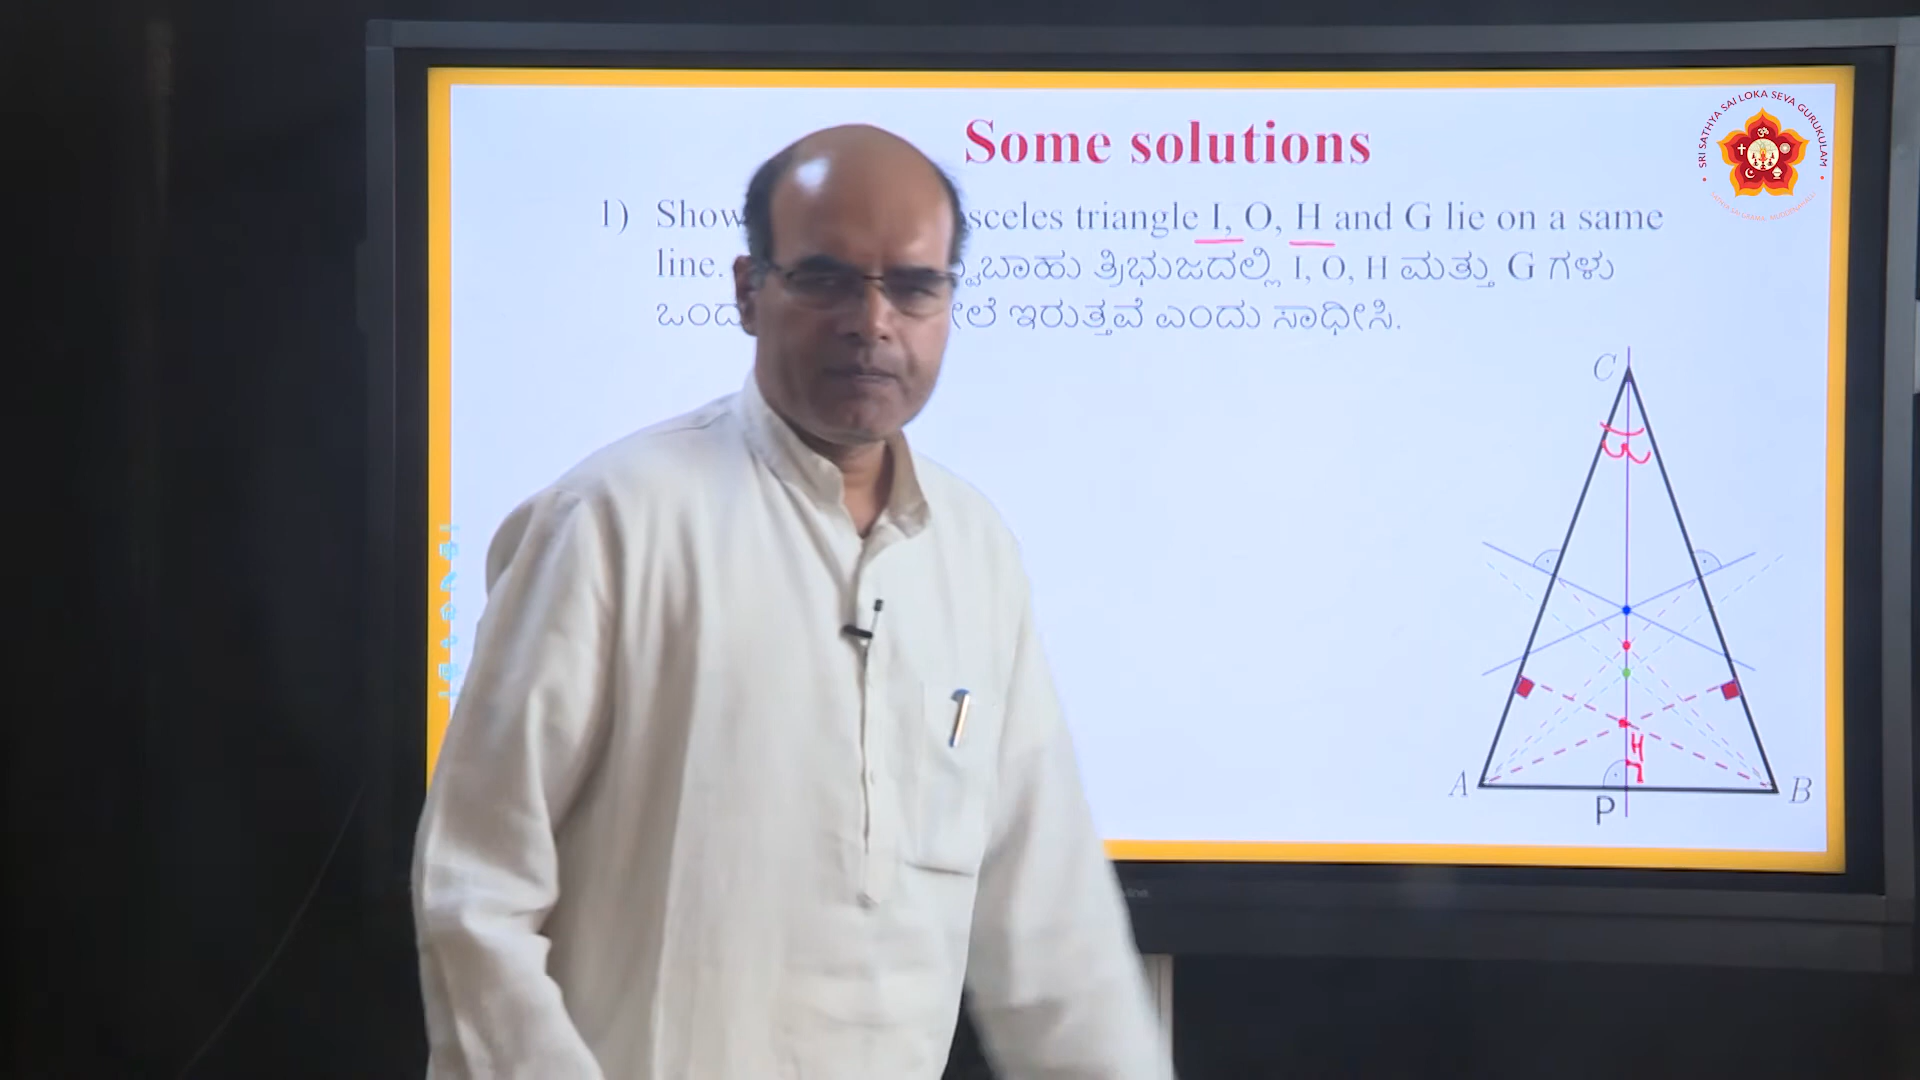 SRI SATHYA SAI LOKA SEVA GURUKULAM
Some solutions
1) Show sceles triangle I, O, H and G lie on a same
line. ತ್ರಿಭುಜದಲ್ಲಿ I, O, H ಮತ್ತು G ಗಳು
ಇರುತ್ತವೆ ಎಂದು ಸಾಧೀಸಿ.
C
H
A
B
P